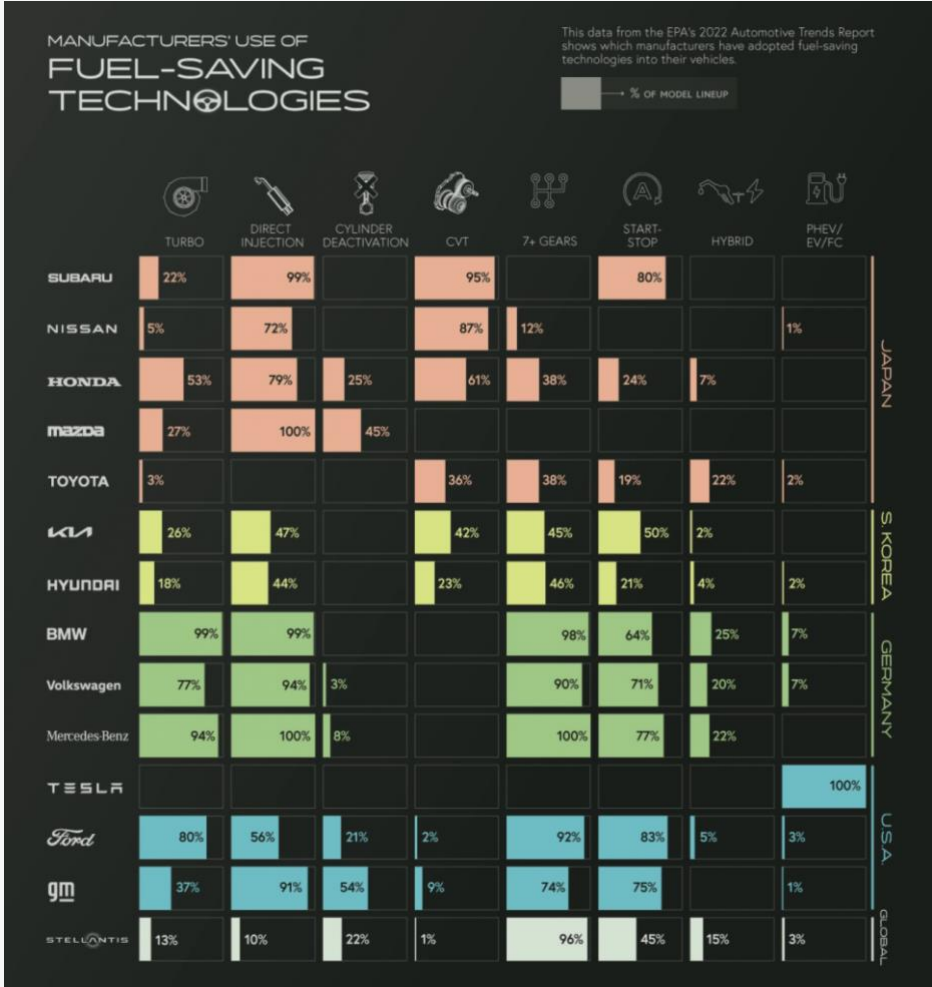 MANUFACTURERS' USE OF
FUEL-SAVING
TECHNOLOGIES
This data from the EPA's 2022 Automotive Trends Report
shows which manufacturers have adopted fuel-saving
technologies into their vehicles.
% OF MODEL LINEUP
TURBO DIRECT INJECTION CYLINDER DEACTIVATION CVT 7+ GEARS START-STOP HYBRID PHEV/EV/FC
SUBARU 22% 99% 95% 80%
NISSAN 5% 72% 87% 12% 1%
HONDA 53% 79% 25% 61% 38% 24% 7%
mazda 27% 100% 45%
TOYOTA 3% 36% 38% 19% 22% 2%
JAPAN
KIA 26% 47% 42% 45% 50% 2%
HYUNDAI 18% 44% 23% 46% 21% 4% 2%
S. KOREA
BMW 99% 99% 98% 64% 25% 7%
Volkswagen 77% 94% 3% 90% 71% 20% 7%
Mercedes-Benz 94% 100% 8% 100% 77% 22%
GERMANY
TESLA 100%
Ford 80% 56% 21% 2% 92% 83% 5% 3%
gm 37% 91% 54% 9% 74% 75% 1%
U.S.A.
STELLANTIS 13% 10% 22% 1% 96% 45% 15% 3%
GLOBAL